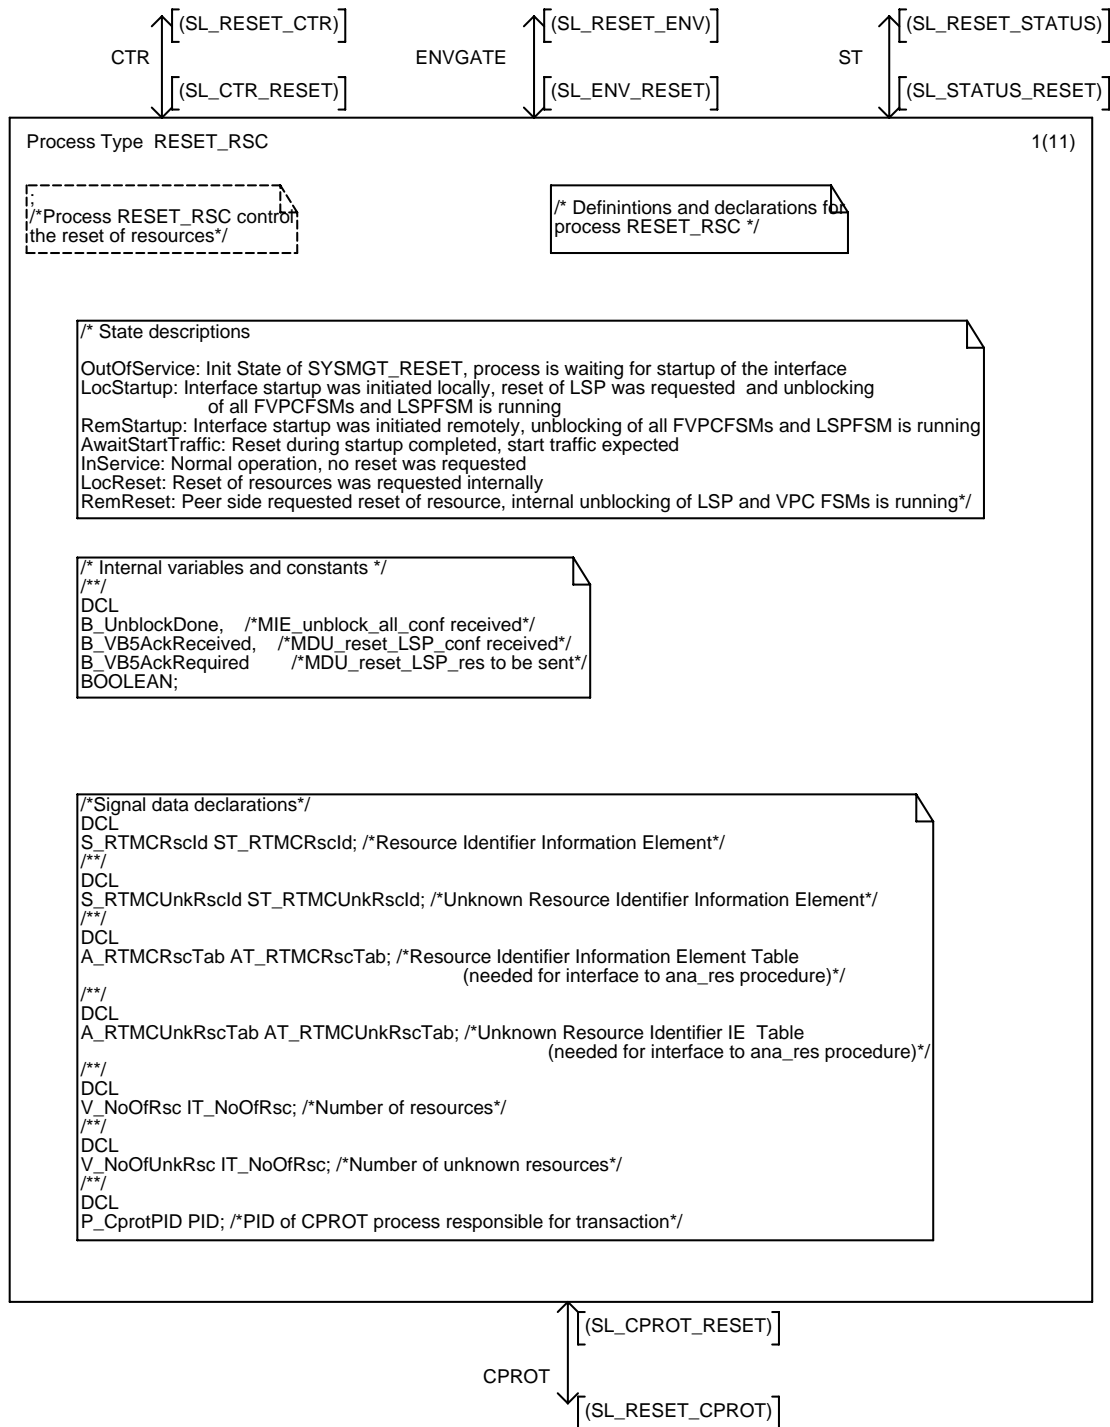 (SL_RESET_CTR)
(SL_RESET_ENV)
(SL_RESET_STATUS)
CTR
ENVGATE
ST
(SL_CTR_RESET)
(SL_ENV_RESET)
(SL_STATUS_RESET)
Process Type RESET_RSC
1(11)
;
/*Process RESET_RSC control
the reset of resources*/
/* Definintions and declarations for
process RESET_RSC */
/* State descriptions
OutOfService: Init State of SYSMGT_RESET, process is waiting for startup of the interface
LocStartup: Interface startup was initiated locally, reset of LSP was requested and unblocking
of all FVPCFSMs and LSPFSM is running
RemStartup: Interface startup was initiated remotely, unblocking of all FVPCFSMs and LSPFSM is running
AwaitStartTraffic: Reset during startup completed, start traffic expected
InService: Normal operation, no reset was requested
LocReset: Reset of resources was requested internally
RemReset: Peer side requested reset of resource, internal unblocking of LSP and VPC FSMs is running*/
/* Internal variables and constants */
/**/
DCL
B_UnblockDone, /*MIE_unblock_all_conf received*/
B_VB5AckReceived, /*MDU_reset_LSP_conf received*/
B_VB5AckRequired /*MDU_reset_LSP_res to be sent*/
BOOLEAN;
/*Signal data declarations*/
DCL
S_RTMCRscId ST_RTMCRscId; /*Resource Identifier Information Element*/
/**/
DCL
S_RTMCUnkRscId ST_RTMCUnkRscId; /*Unknown Resource Identifier Information Element*/
/**/
DCL
A_RTMCRscTab AT_RTMCRscTab; /*Resource Identifier Information Element Table
(needed for interface to ana_res procedure)*/
/**/
DCL
A_RTMCUnkRscTab AT_RTMCUnkRscTab; /*Unknown Resource Identifier IE Table
(needed for interface to ana_res procedure)*/
/**/
DCL
V_NoOfRsc IT_NoOfRsc; /*Number of resources*/
/**/
DCL
V_NoOfUnkRsc IT_NoOfRsc; /*Number of unknown resources*/
/**/
DCL
P_CprotPID PID; /*PID of CPROT process responsible for transaction*/
(SL_CPROT_RESET)
CPROT
(SL_RESET_CPROT)